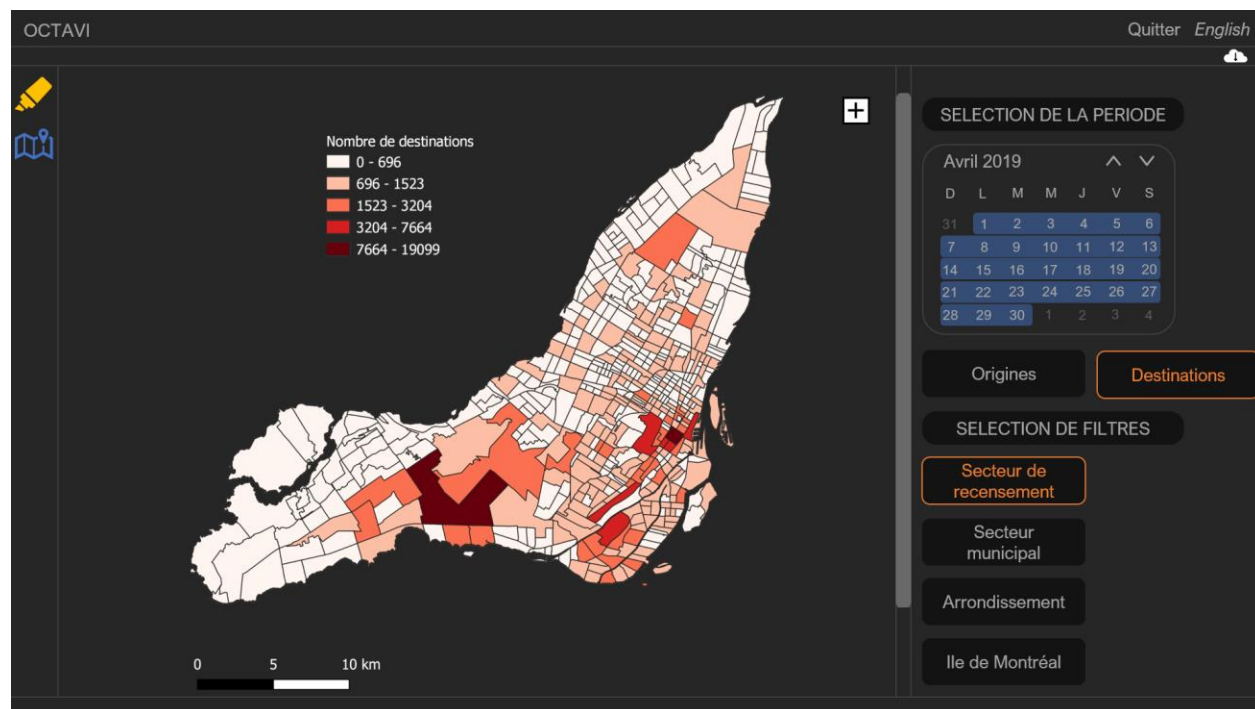 OCTAVI
Quitter English
Nombre de destinations
0 - 696
696 - 1523
1523 - 3204
3204 - 7664
7664 - 19099
0 5 10 km
SELECTION DE LA PERIODE
Avril 2019
D L M M J V S
31 1 2 3 4 5 6
7 8 9 10 11 12 13
14 15 16 17 18 19 20
21 22 23 24 25 26 27
28 29 30 1 2 3 4
Origines
Destinations
SELECTION DE FILTRES
Secteur de
recensement
Secteur
municipal
Arrondissement
Ile de Montréal